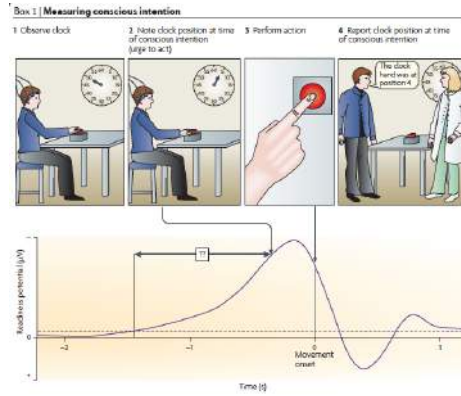 Box 1 | Measuring conscious intention
1 Observe clock
2 Note clock position at time
of conscious intention
(urge to act)
3 Perform action
4 Report clock position at time
of conscious intention
The clock
hand was at
position 4
Readiness potential (µV)
–
0
+
??
–2
–1
0
1
Movement
onset
Time (s)